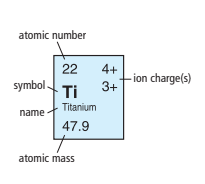 atomic number
22 4+
ion charge(s)
symbol Ti 3+
name Titanium
47.9
atomic mass